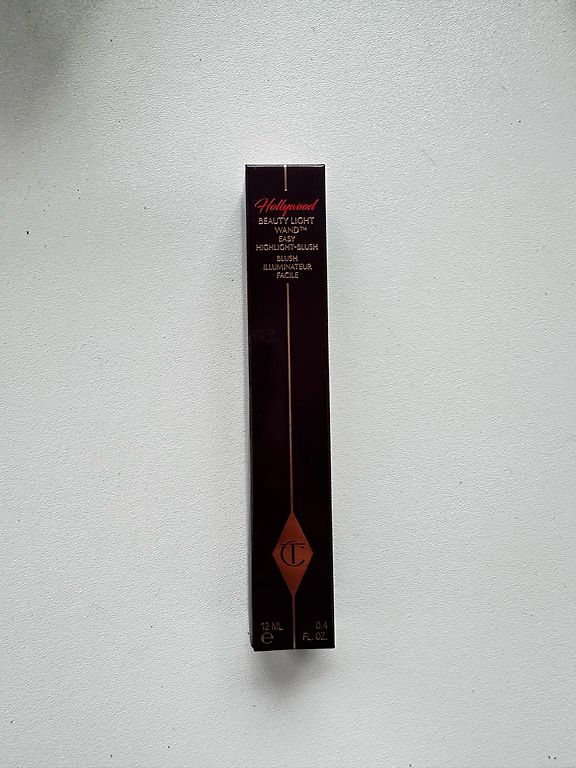 Hollywood
BEAUTY LIGHT
WAND™
EASY
HIGHLIGHT-BLUSH
BLUSH
ILLUMINATEUR
FACILE
CT
12 ML 0.4
e FL. OZ.